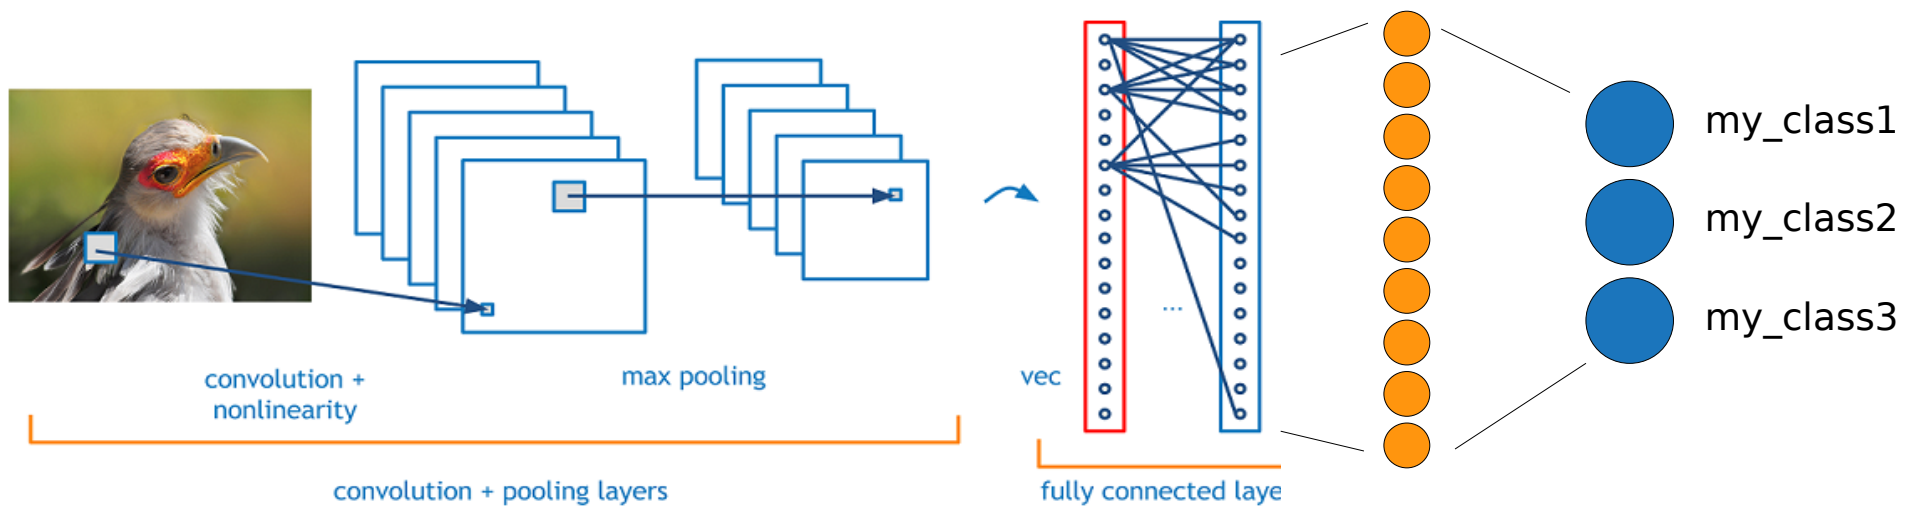 my_class1
my_class2
my_class3
...
convolution +
nonlinearity
max pooling
vec
convolution + pooling layers
fully connected laye